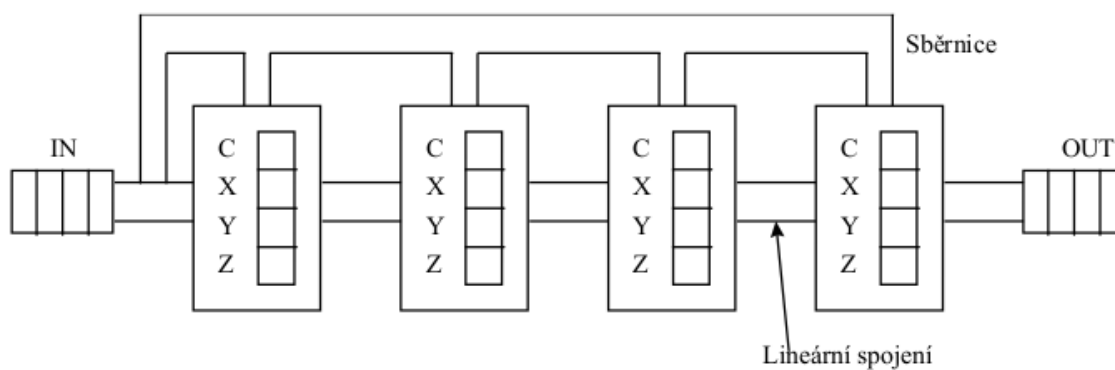 Sběrnice
IN
OUT
C C C C
X X X X
Y Y Y Y
Z Z Z Z
Lineární spojení